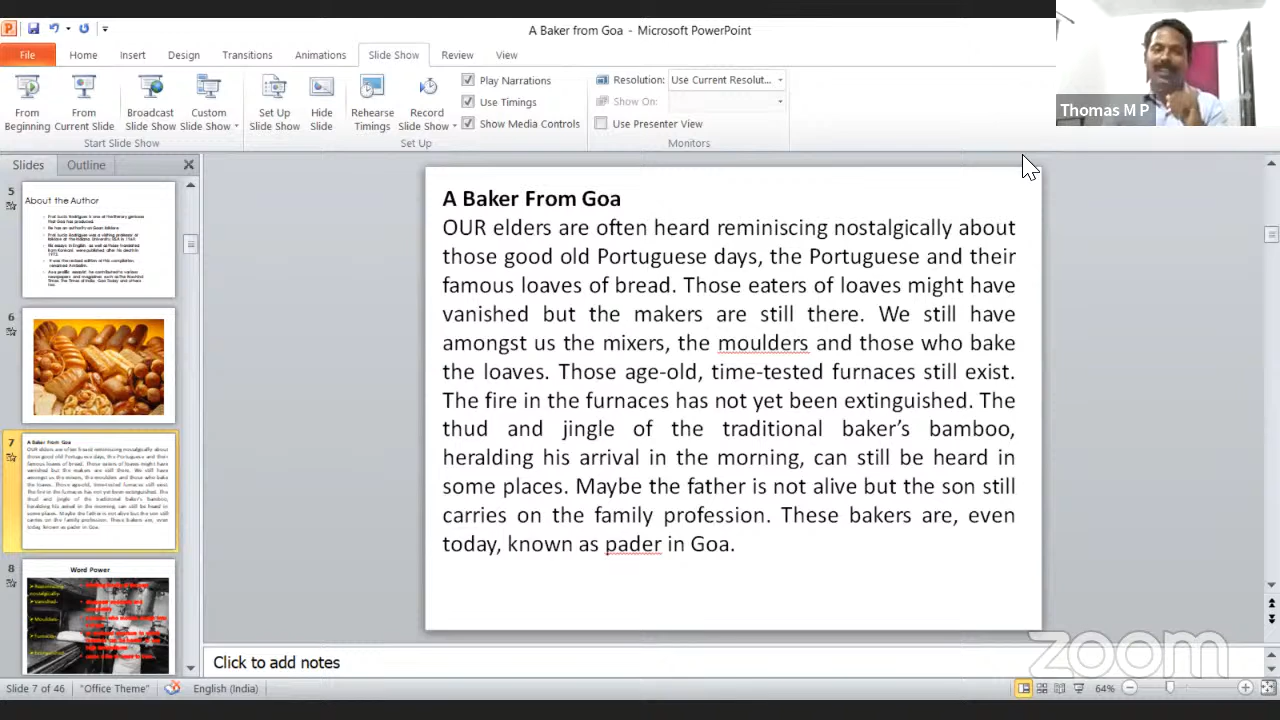 A Baker from Goa - Microsoft PowerPoint
File Home Insert Design Transitions Animations Slide Show Review View
From Beginning
From Current Slide
Broadcast Slide Show
Custom Slide Show
Start Slide Show
Set Up Slide Show
Hide Slide
Rehearse Timings
Record Slide Show
Play Narrations
Use Timings
Show Media Controls
Set Up
Resolution: Use Current Resolut...
Show On:
Use Presenter View
Monitors
Thomas M P
Slides Outline
5
About the Author
6
7
A Baker From Goa
8
Word Power
A Baker From Goa
OUR elders are often heard reminiscing nostalgically about
those good old Portuguese days, the Portuguese and their
famous loaves of bread. Those eaters of loaves might have
vanished but the makers are still there. We still have
amongst us the mixers, the moulders and those who bake
the loaves. Those age-old, time-tested furnaces still exist.
The fire in the furnaces has not yet been extinguished. The
thud and jingle of the traditional baker’s bamboo,
heralding his arrival in the morning, can still be heard in
some places. Maybe the father is not alive but the son still
carries on the family profession. These bakers are, even
today, known as pader in Goa.
Click to add notes
zoom
Slide 7 of 46 "Office Theme" English (India) 64%